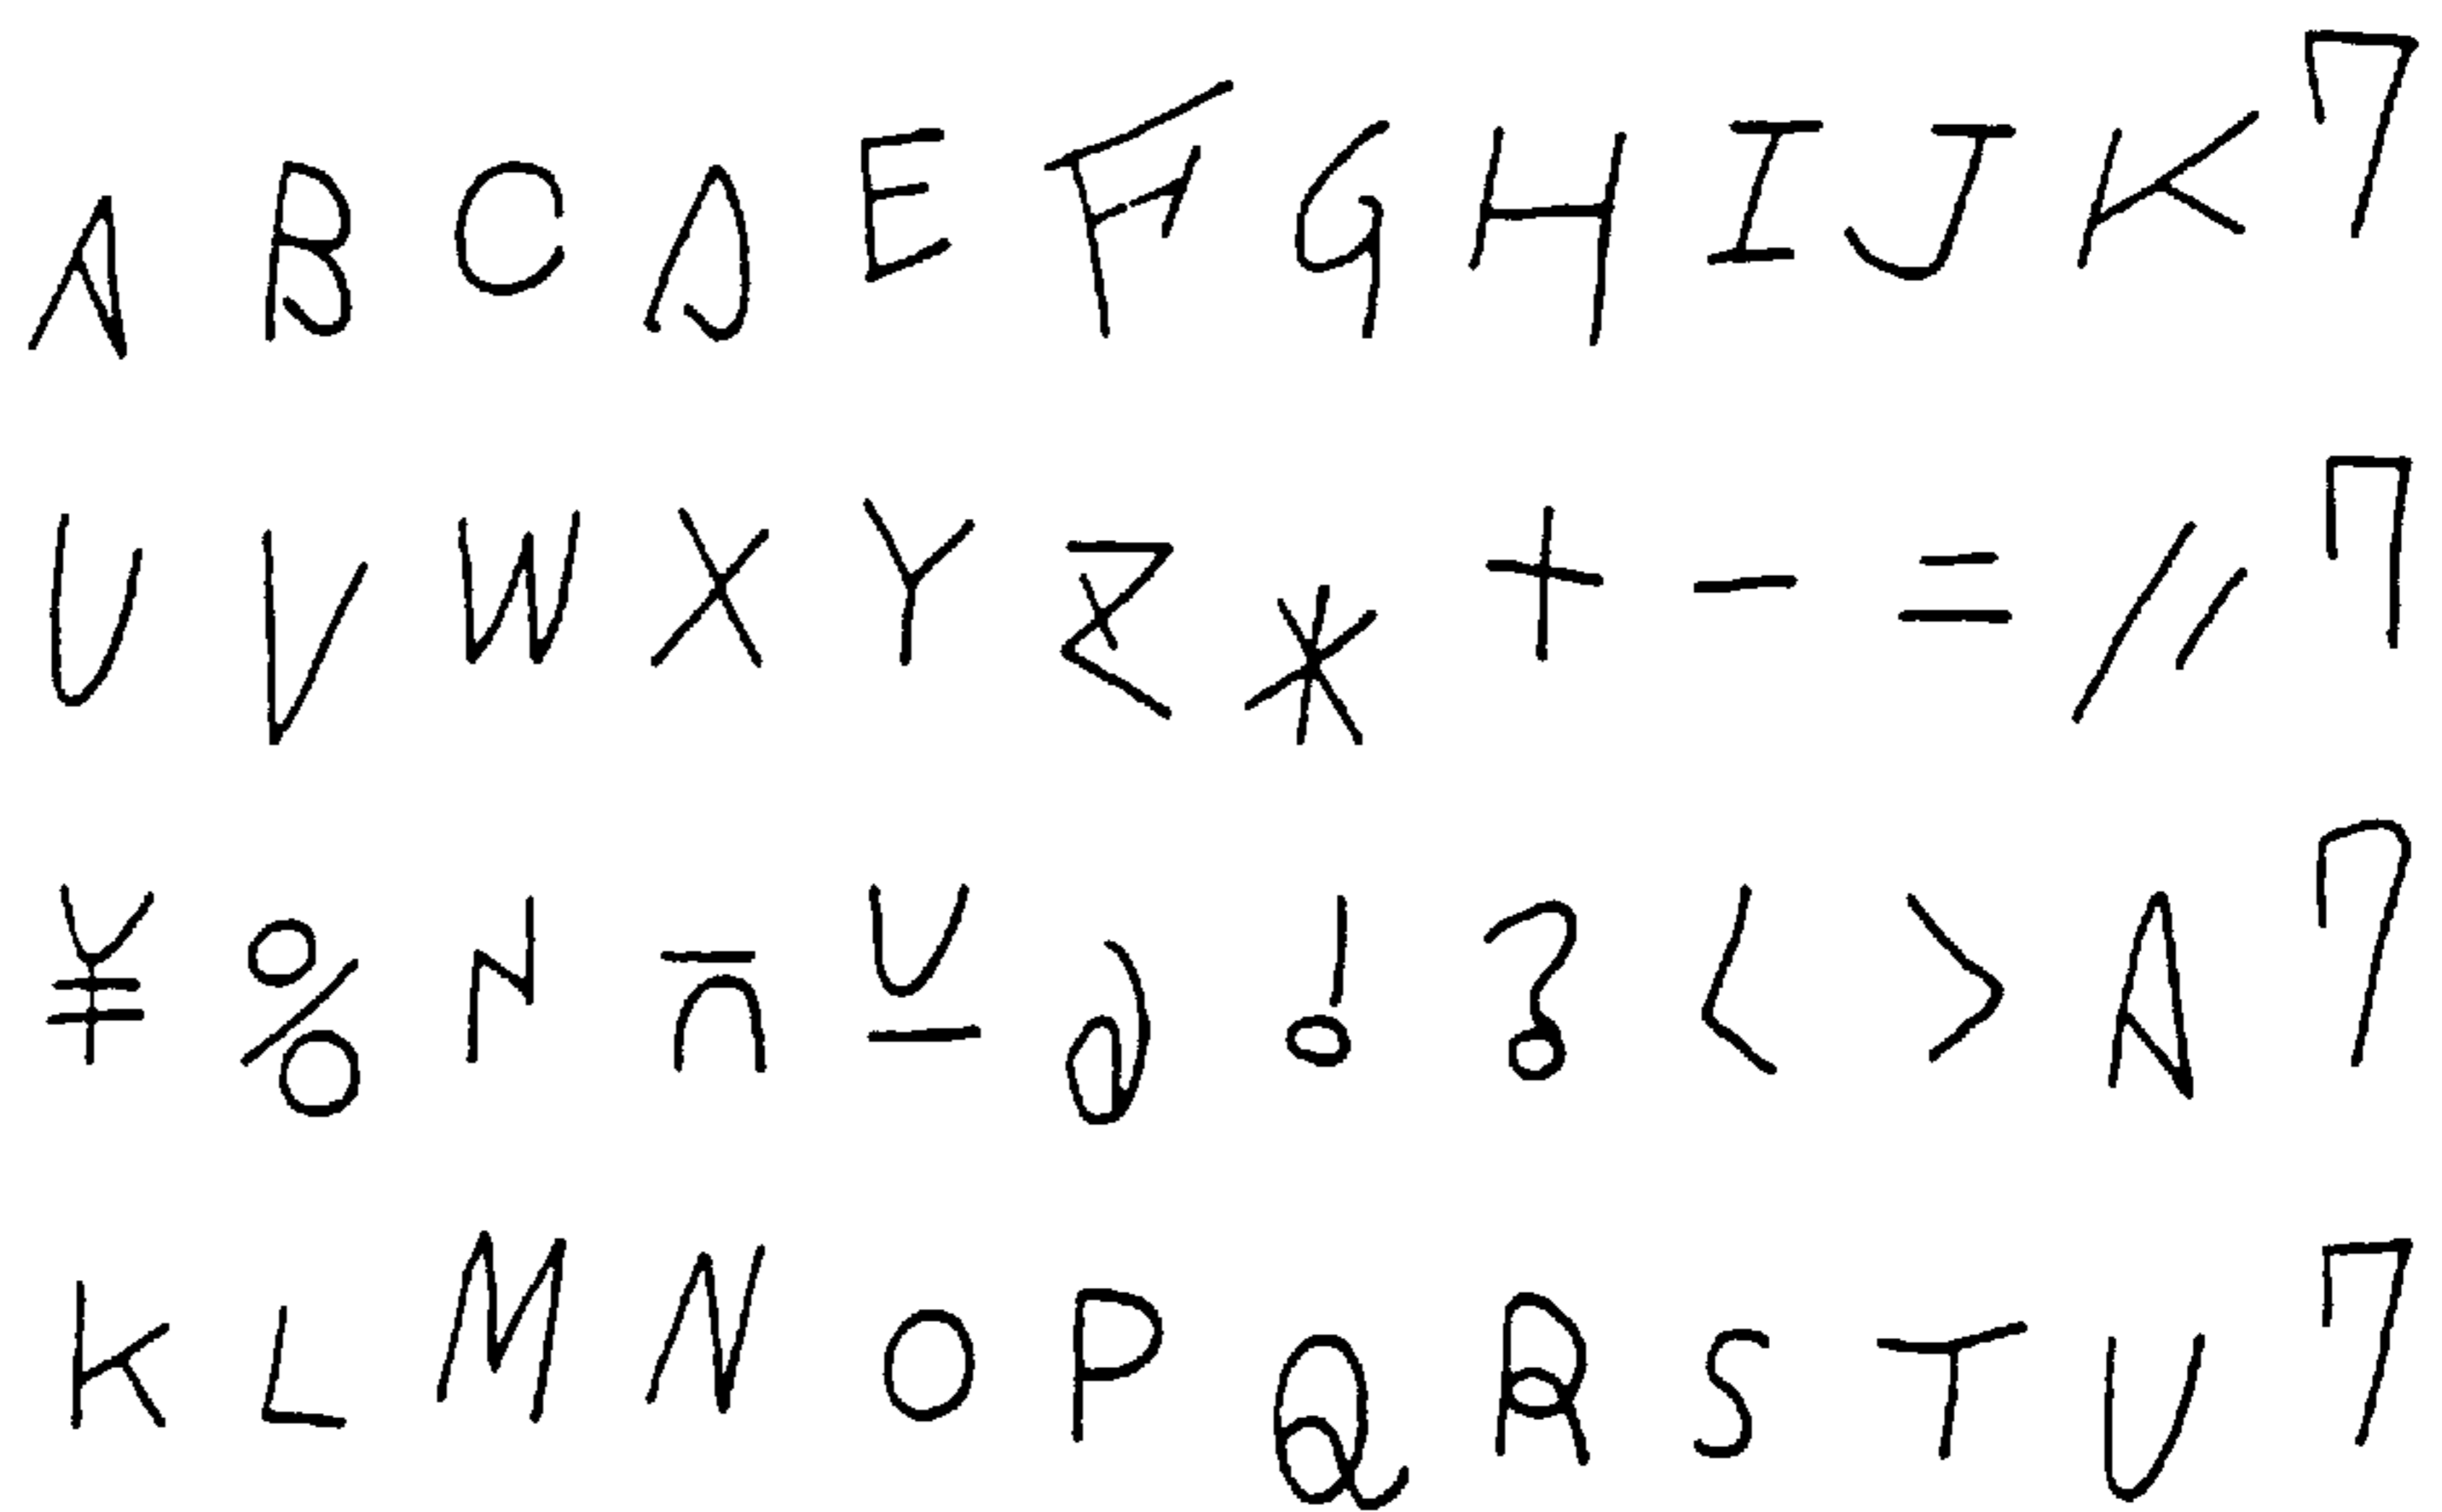 A B C D E F G H I J K 7
U V W X Y Z * + - = // 7
¥ % N ! ? < > A 7
K L M N O P Q R S T U 7